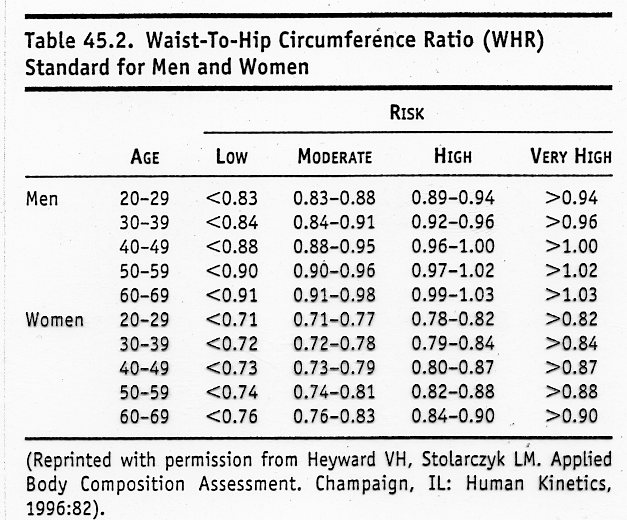 Table 45.2. Waist-To-Hip Circumference Ratio (WHR)
Standard for Men and Women
RISK
AGE LOW MODERATE HIGH VERY HIGH
Men 20–29 <0.83 0.83–0.88 0.89–0.94 >0.94
30–39 <0.84 0.84–0.91 0.92–0.96 >0.96
40–49 <0.88 0.88–0.95 0.96–1.00 >1.00
50–59 <0.90 0.90–0.96 0.97–1.02 >1.02
60–69 <0.91 0.91–0.98 0.99–1.03 >1.03
Women 20–29 <0.71 0.71–0.77 0.78–0.82 >0.82
30–39 <0.72 0.72–0.78 0.79–0.84 >0.84
40–49 <0.73 0.73–0.79 0.80–0.87 >0.87
50–59 <0.74 0.74–0.81 0.82–0.88 >0.88
60–69 <0.76 0.76–0.83 0.84–0.90 >0.90
(Reprinted with permission from Heyward VH, Stolarczyk LM. Applied
Body Composition Assessment. Champaign, IL: Human Kinetics,
1996:82).